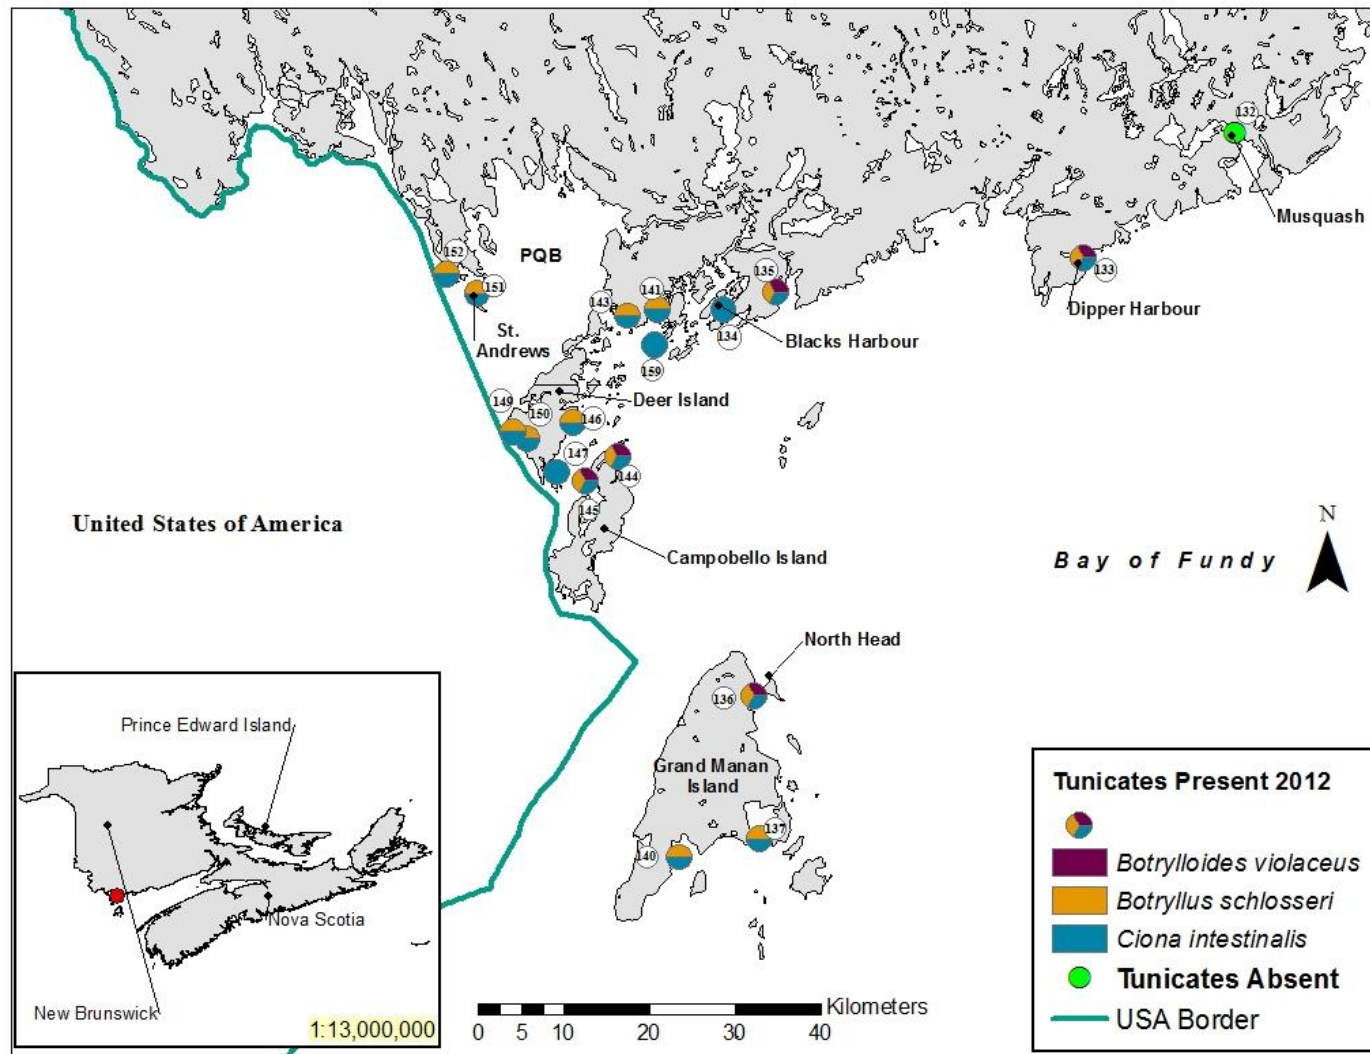 132
Musquash
152
PQB
135
133
151
141
143
Dipper Harbour
St.
Andrews
134
Blacks Harbour
159
149
Deer Island
150
146
147
144
145
United States of America
N
Bay of Fundy
Campobello Island
North Head
136
Grand Manan
Island
137
140
Prince Edward Island
Nova Scotia
New Brunswick
1:13,000,000
Kilometers
0 5 10 20 30 40
Tunicates Present 2012
Botrylloides violaceus
Botryllus schlosseri
Ciona intestinalis
Tunicates Absent
USA Border